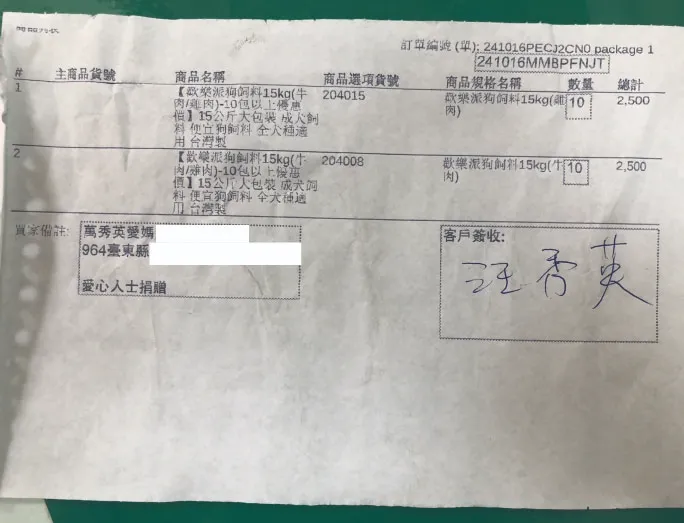 訂單編號 (單): 241016PECJ2CN0 package 1
241016MMBPFNJT
# 主商品貨號 商品名稱 商品選項貨號 商品規格名稱 數量 總計
1 【歡樂派狗飼料15kg(牛 204015 歡樂派狗飼料15kg(雞 10 2,500
肉/雞肉)-10包以上優惠 肉)
價】15公斤大包裝 成犬飼
料 便宜狗飼料 全犬種適
用 台灣製
2 【歡樂派狗飼料15kg(牛 204008 歡樂派狗飼料15kg(牛 10 2,500
肉/雞肉)-10包以上優惠 肉)
價】15公斤大包裝 成犬飼
料 便宜狗飼料 全犬種適
用 台灣製
買家備註: 萬秀英愛媽
964臺東縣
愛心人士捐贈
客戶簽收:
汪秀英